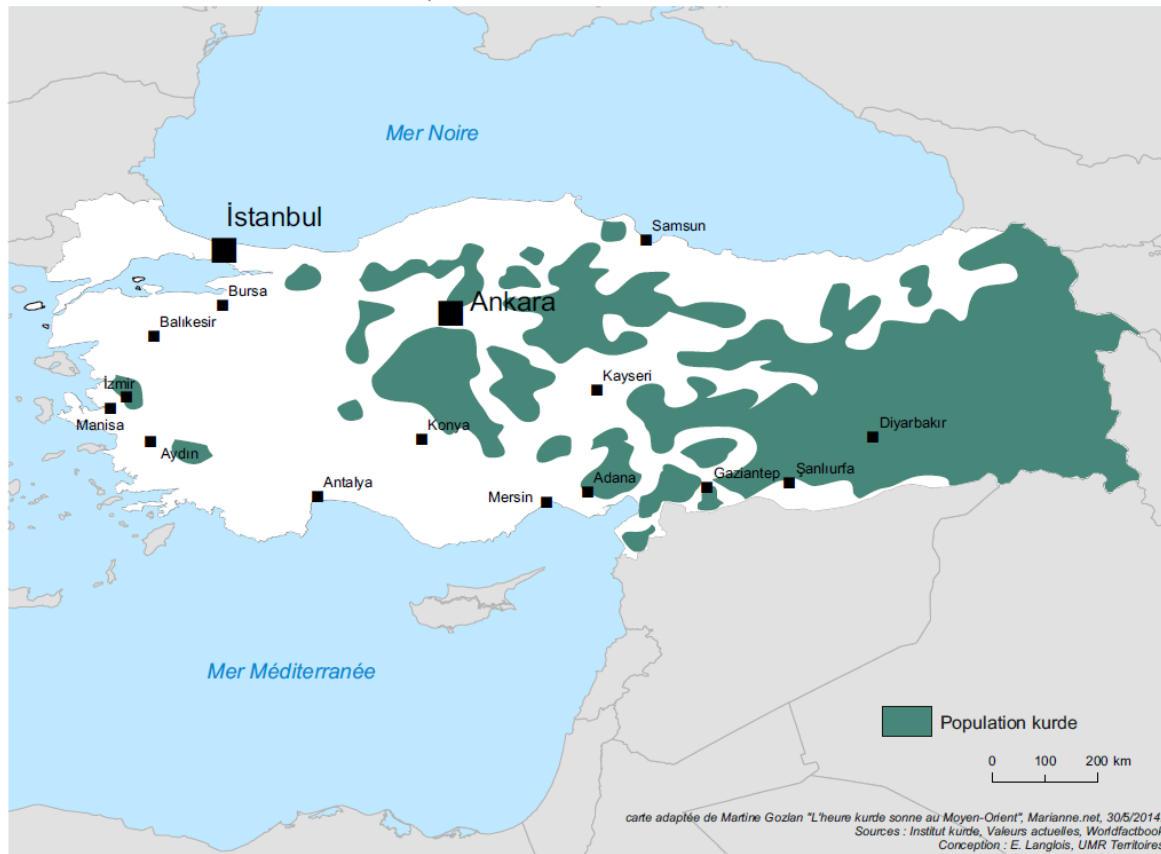 Mer Noire
İstanbul
Samsun
Bursa
Ankara
Balıkesir
Kayseri
İzmir
Manisa
Konya
Diyarbakır
Aydın
Antalya
Adana
Gaziantep
Şanlıurfa
Mersin
Mer Méditerranée
Population kurde
0 100 200 km
carte adaptée de Martine Gozlan "L'heure kurde sonne au Moyen-Orient", Marianne.net, 30/5/2014
Sources : Institut kurde, Valeurs actuelles, Worldfactbook
Conception : E. Langlois, UMR Territoires